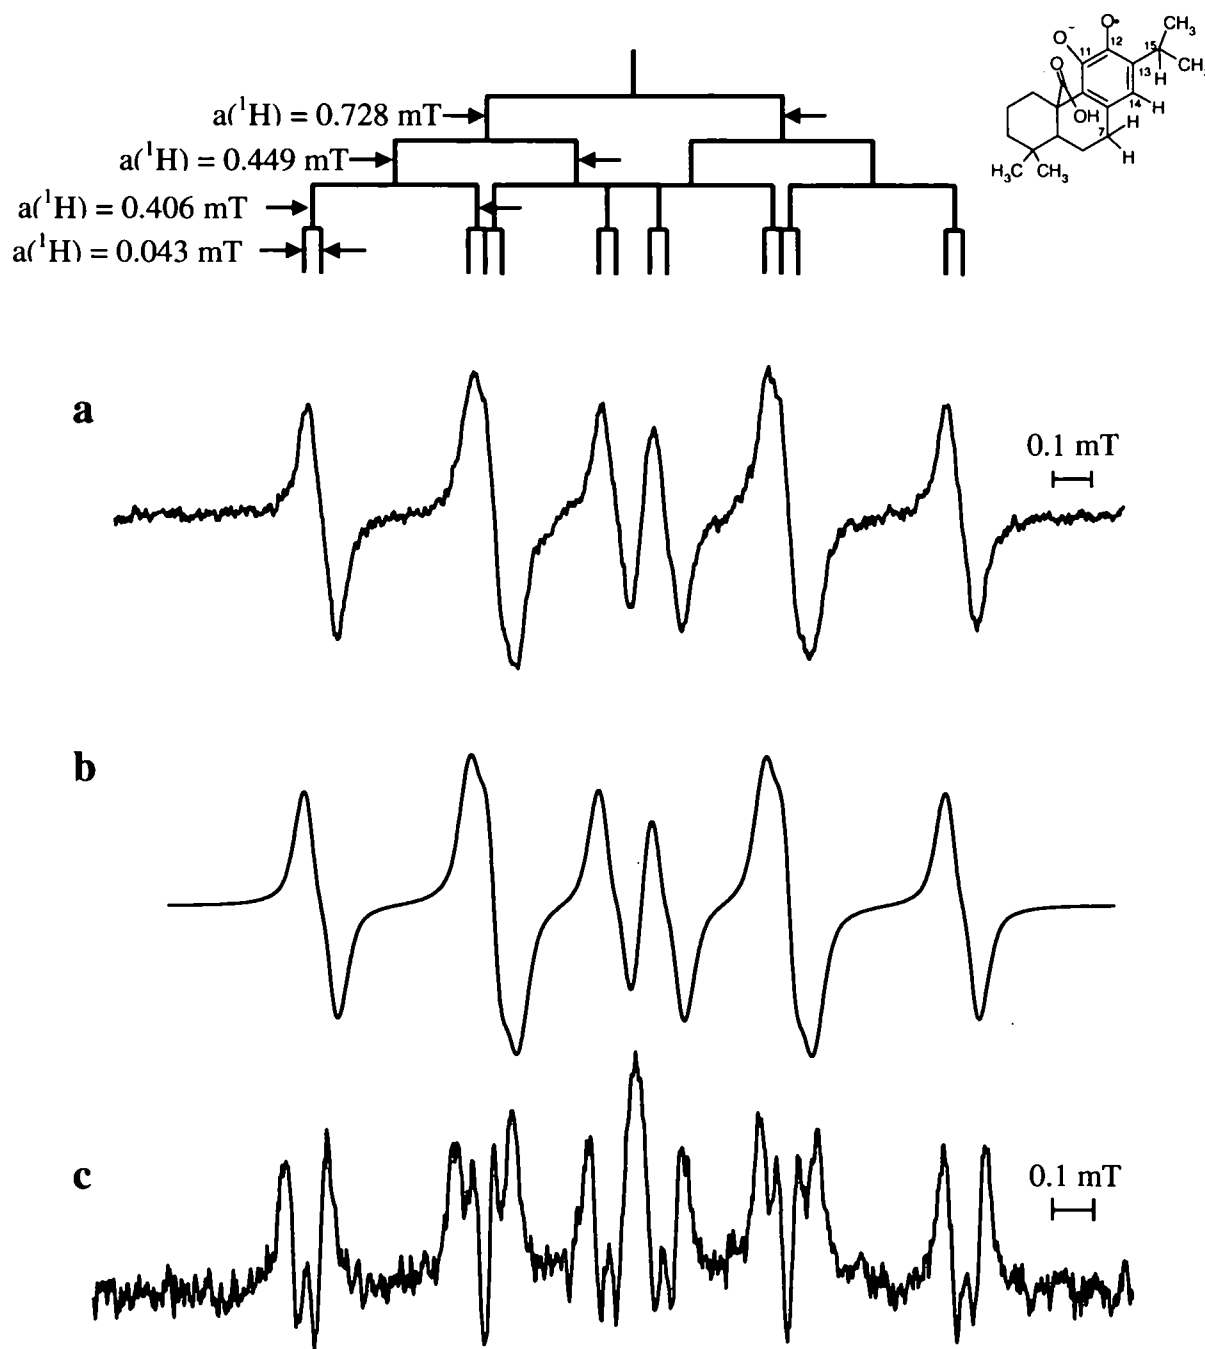 a(¹H) = 0.728 mT
a(¹H) = 0.449 mT
a(¹H) = 0.406 mT
a(¹H) = 0.043 mT
O⁻
O•
CH₃
11
12
15
CH₃
O
13
H
14
H
OH
7
H
H
H₃C
CH₃
a
0.1 mT
b
c
0.1 mT